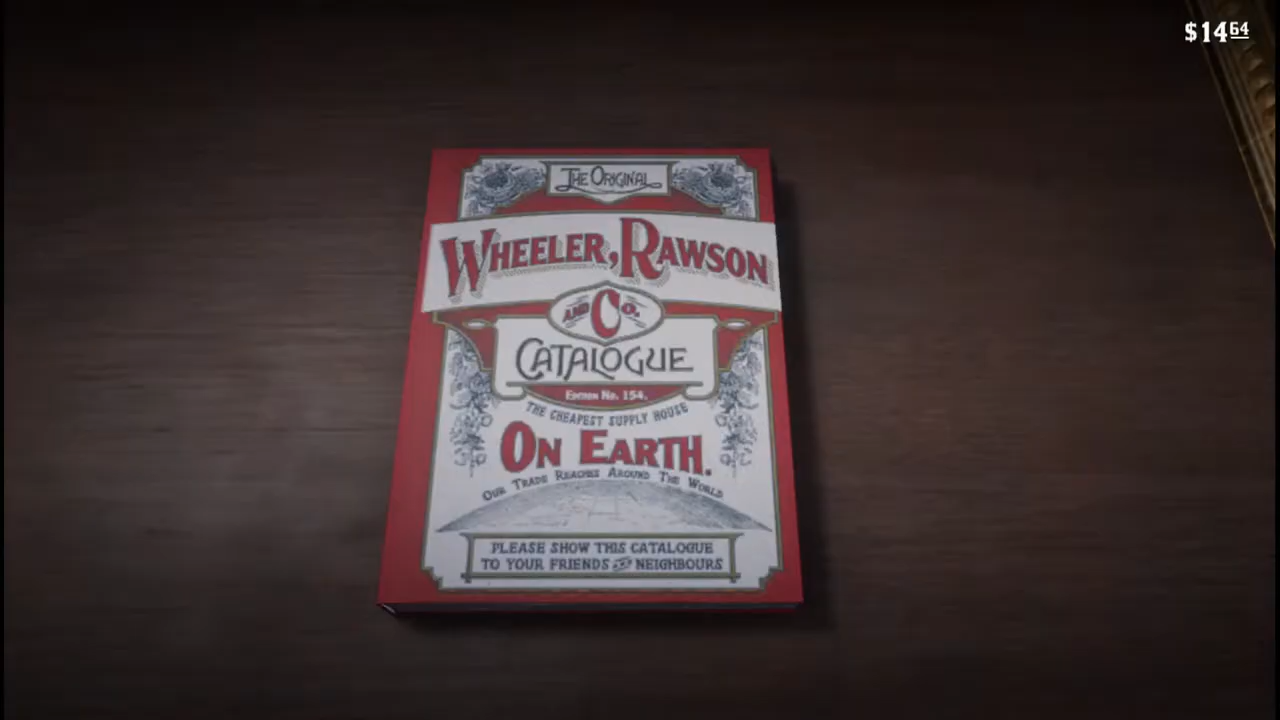 $14 64
THE ORIGINAL
WHEELER, RAWSON
AND CO.
CATALOGUE
EDITION No. 154.
THE CHEAPEST SUPPLY HOUSE
ON EARTH.
OUR TRADE REACHES AROUND THE WORLD
PLEASE SHOW THIS CATALOGUE
TO YOUR FRIENDS AND NEIGHBOURS